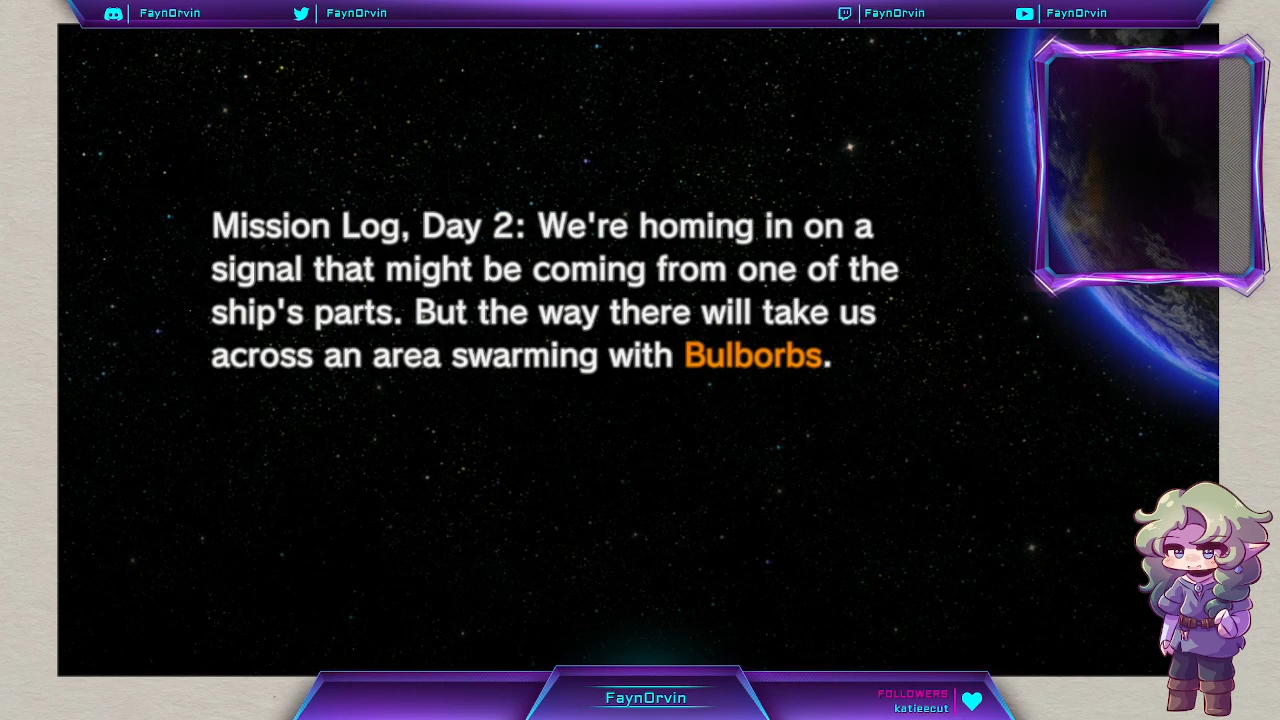 FaynOrvin
FaynOrvin
FaynOrvin
FaynOrvin
Mission Log, Day 2: We're homing in on a
signal that might be coming from one of the
ship's parts. But the way there will take us
across an area swarming with Bulborbs.
FaynOrvin
FOLLOWERS
katieecut